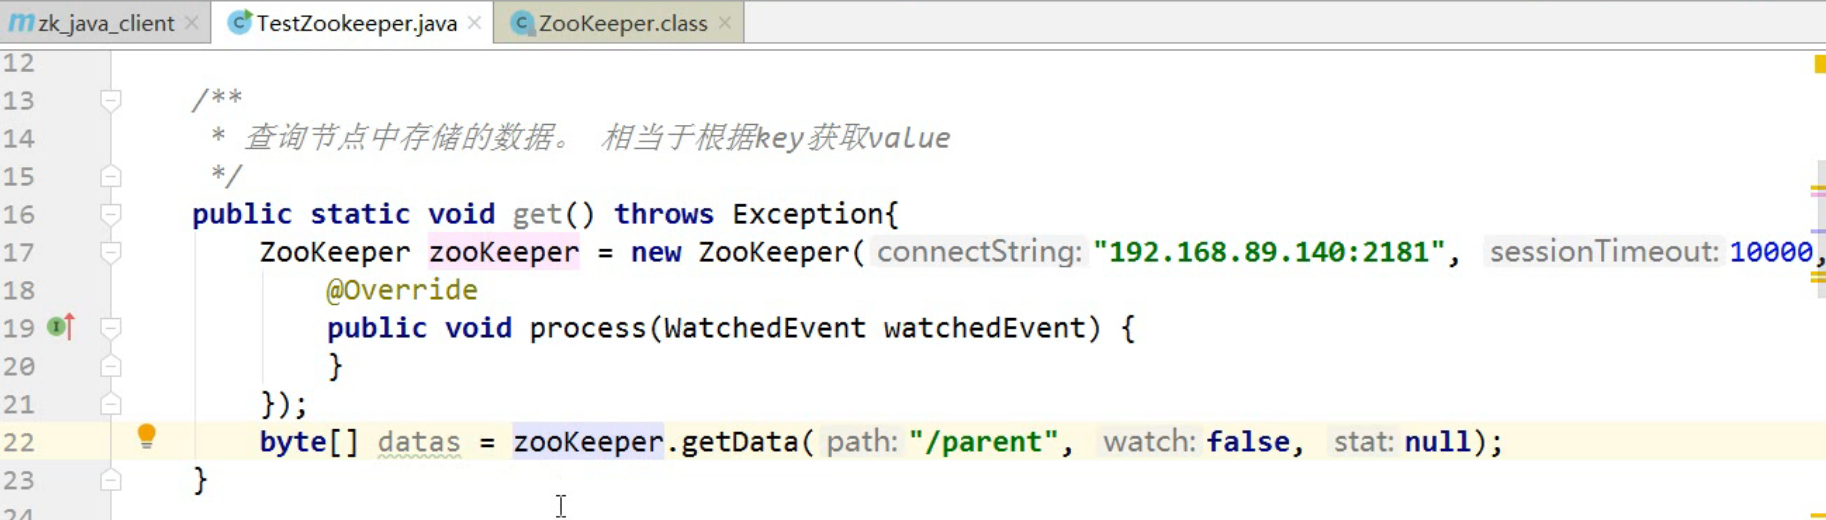 zk_java_client TestZookeeper.java ZooKeeper.class
12
13 /**
14 * 查询节点中存储的数据。 相当于根据key获取value
15 */
16 public static void get() throws Exception{
17 ZooKeeper zooKeeper = new ZooKeeper( connectString: "192.168.89.140:2181", sessionTimeout: 10000,
18 @Override
19 public void process(WatchedEvent watchedEvent) {
20 }
21 });
22 byte[] datas = zooKeeper.getData( path: "/parent", watch: false, stat: null);
23 }
24